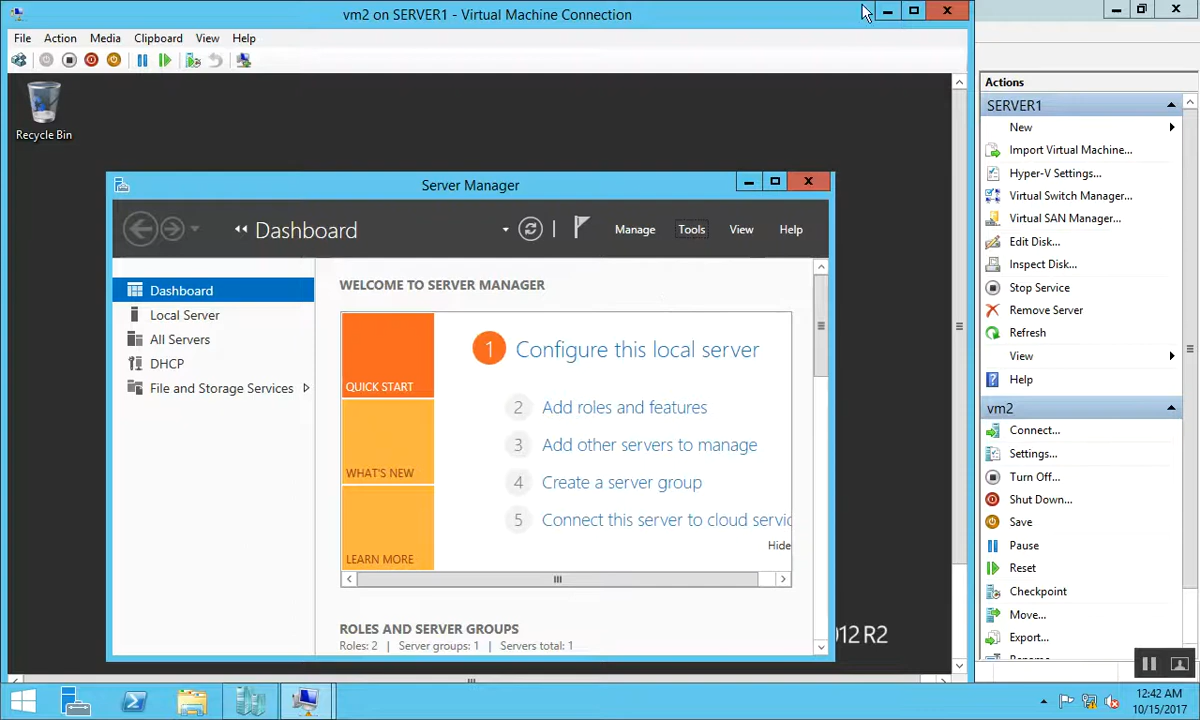 vm2 on SERVER1 - Virtual Machine Connection
File Action Media Clipboard View Help
Recycle Bin
Server Manager
Dashboard
Manage Tools View Help
Dashboard
Local Server
All Servers
DHCP
File and Storage Services
WELCOME TO SERVER MANAGER
QUICK START
WHAT'S NEW
LEARN MORE
1 Configure this local server
2 Add roles and features
3 Add other servers to manage
4 Create a server group
5 Connect this server to cloud servic
Hide
ROLES AND SERVER GROUPS
Roles: 2 | Server groups: 1 | Servers total: 1
012 R2
Actions
SERVER1
New
Import Virtual Machine...
Hyper-V Settings...
Virtual Switch Manager...
Virtual SAN Manager...
Edit Disk...
Inspect Disk...
Stop Service
Remove Server
Refresh
View
Help
vm2
Connect...
Settings...
Turn Off...
Shut Down...
Save
Pause
Reset
Checkpoint
Move...
Export...
12:42 AM
10/15/2017